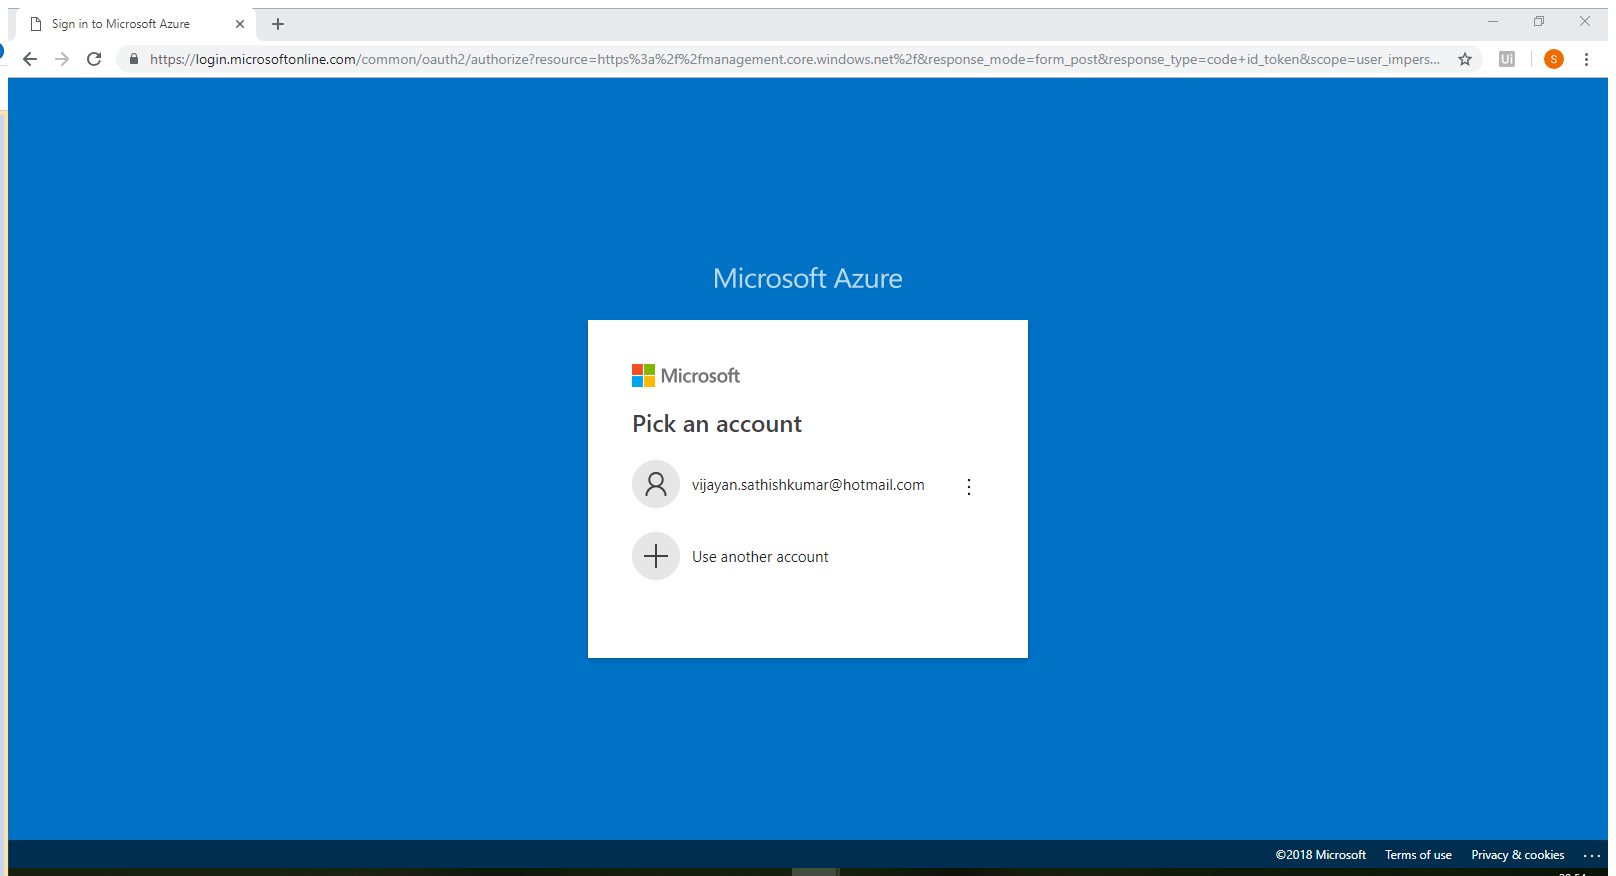 Sign in to Microsoft Azure
https://login.microsoftonline.com/common/oauth2/authorize?resource=https%3a%2f%2fmanagement.core.windows.net%2f&response_mode=form_post&response_type=code+id_token&scope=user_impers...
Ui
S
Microsoft Azure
Microsoft
Pick an account
vijayan.sathishkumar@hotmail.com
Use another account
©2018 Microsoft Terms of use Privacy & cookies ...